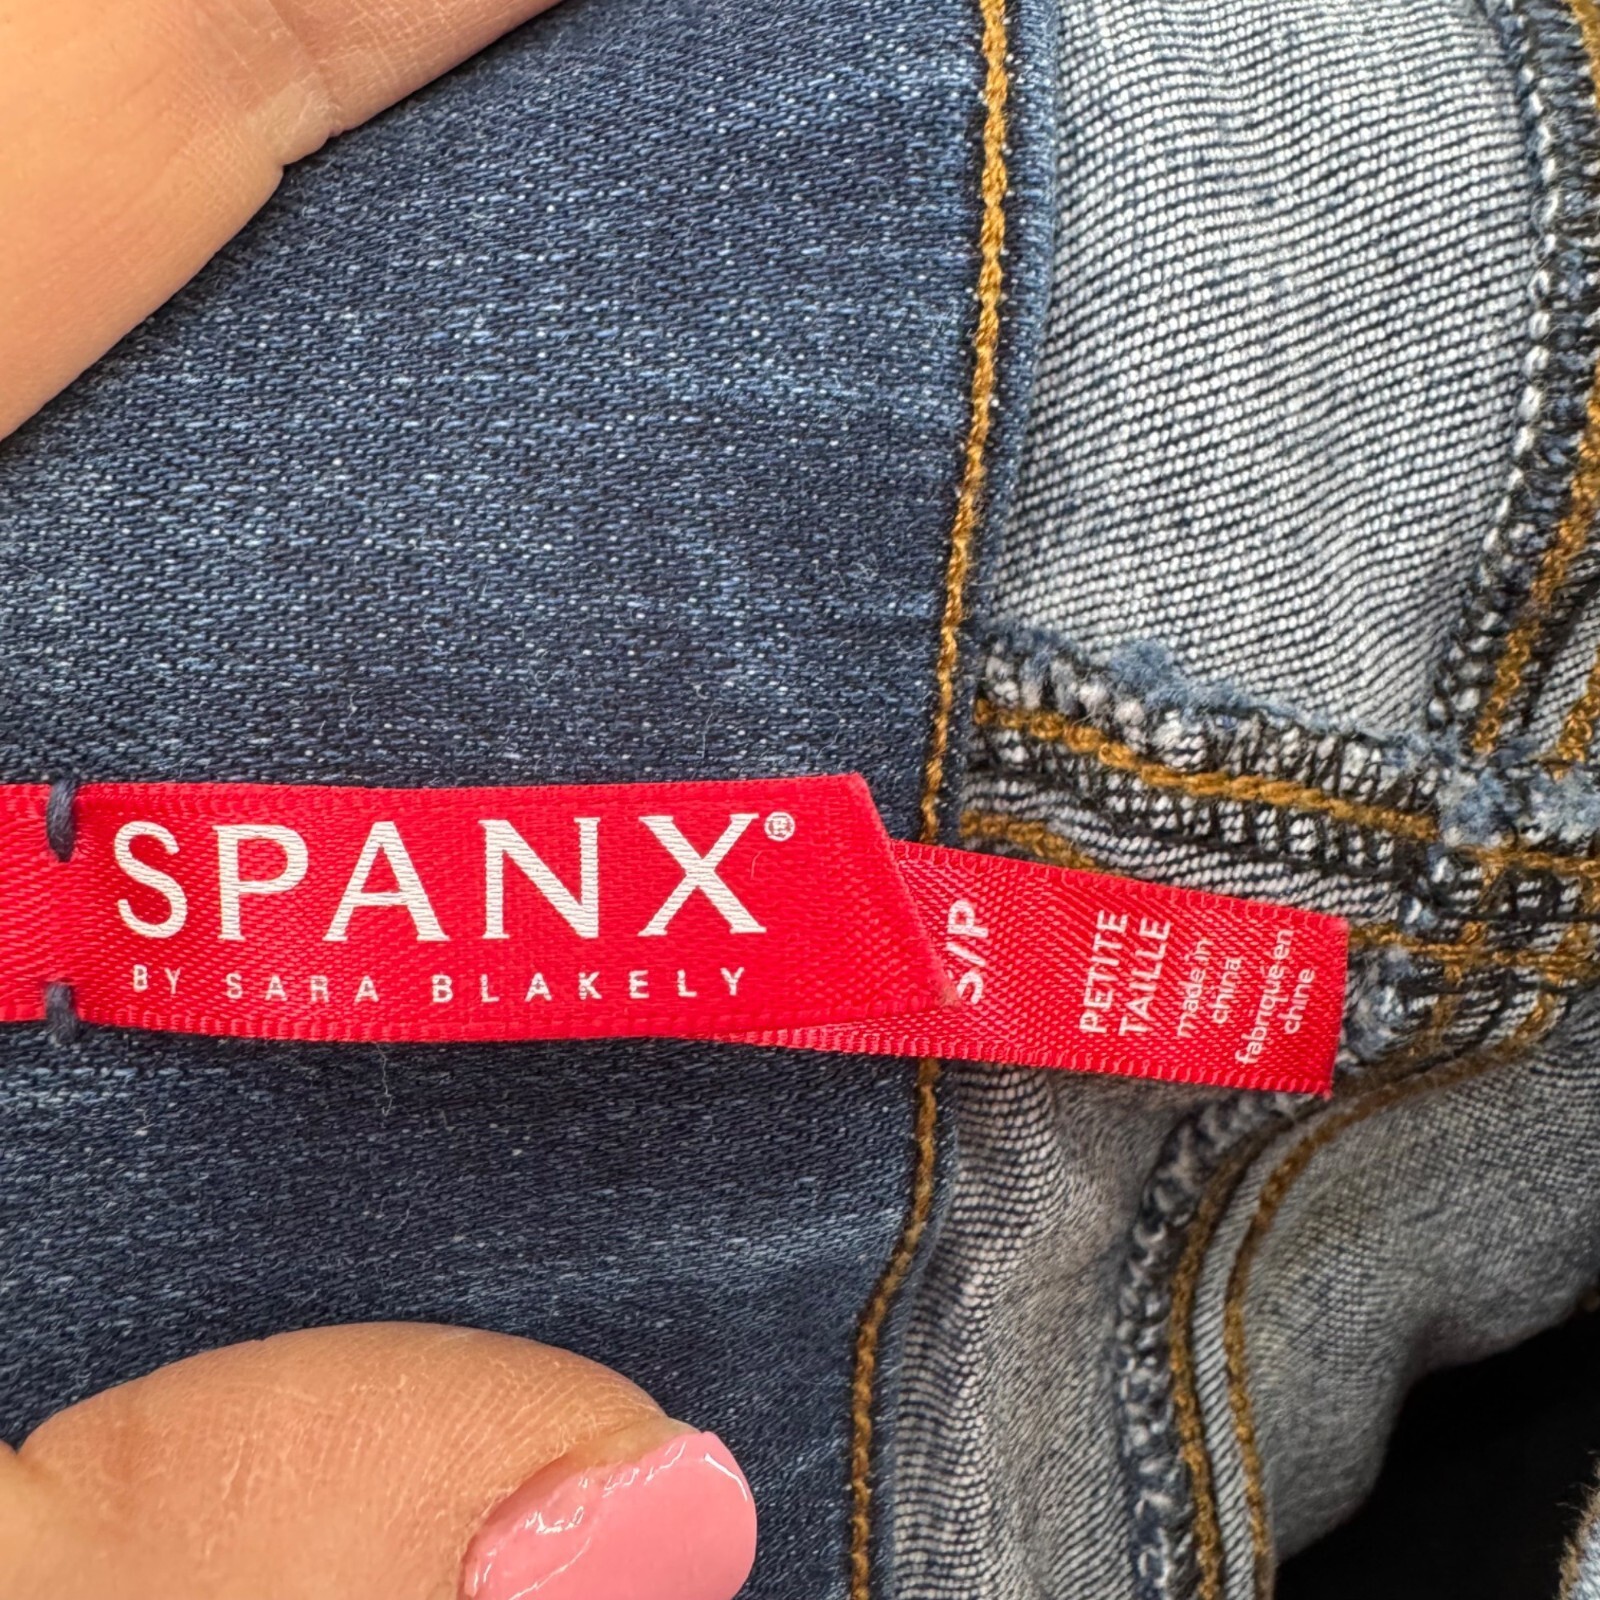 SPANX®
BY SARA BLAKELY
S/P
PETITE
TAILLE
made in
china
fabriqué en
chine